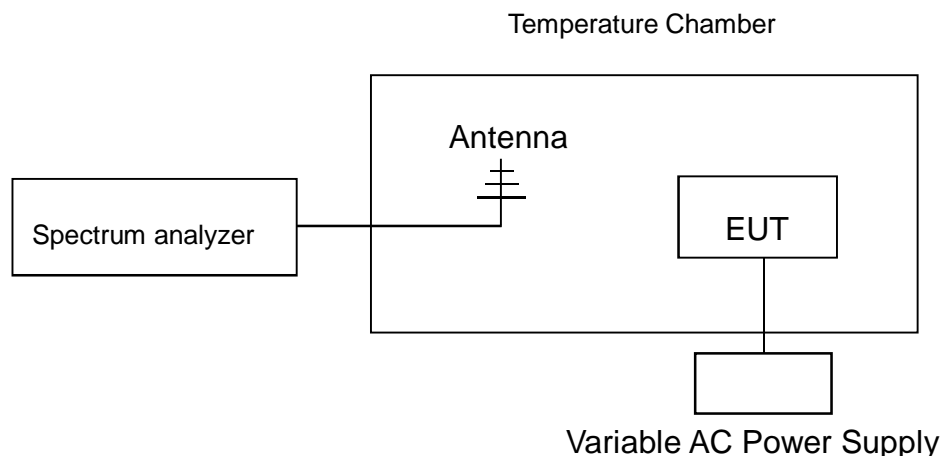 Temperature Chamber
Antenna
Spectrum analyzer
EUT
Variable AC Power Supply